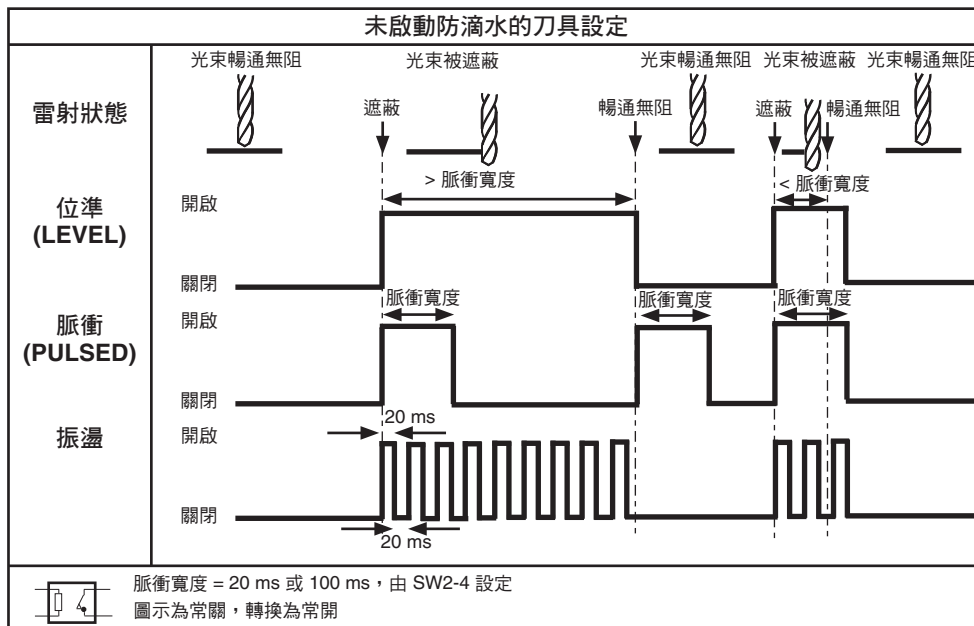 未啟動防滴水的刀具設定
光束暢通無阻 光束被遮蔽 光束暢通無阻 光束被遮蔽 光束暢通無阻
雷射狀態
遮蔽 暢通無阻 遮蔽 暢通無阻
> 脈衝寬度 < 脈衝寬度
位準
(LEVEL)
開啟
關閉
脈衝寬度 脈衝寬度 脈衝寬度
脈衝
(PULSED)
開啟
關閉
20 ms
振盪
開啟
關閉
20 ms
脈衝寬度 = 20 ms 或 100 ms，由 SW2-4 設定
圖示為常關，轉換為常開